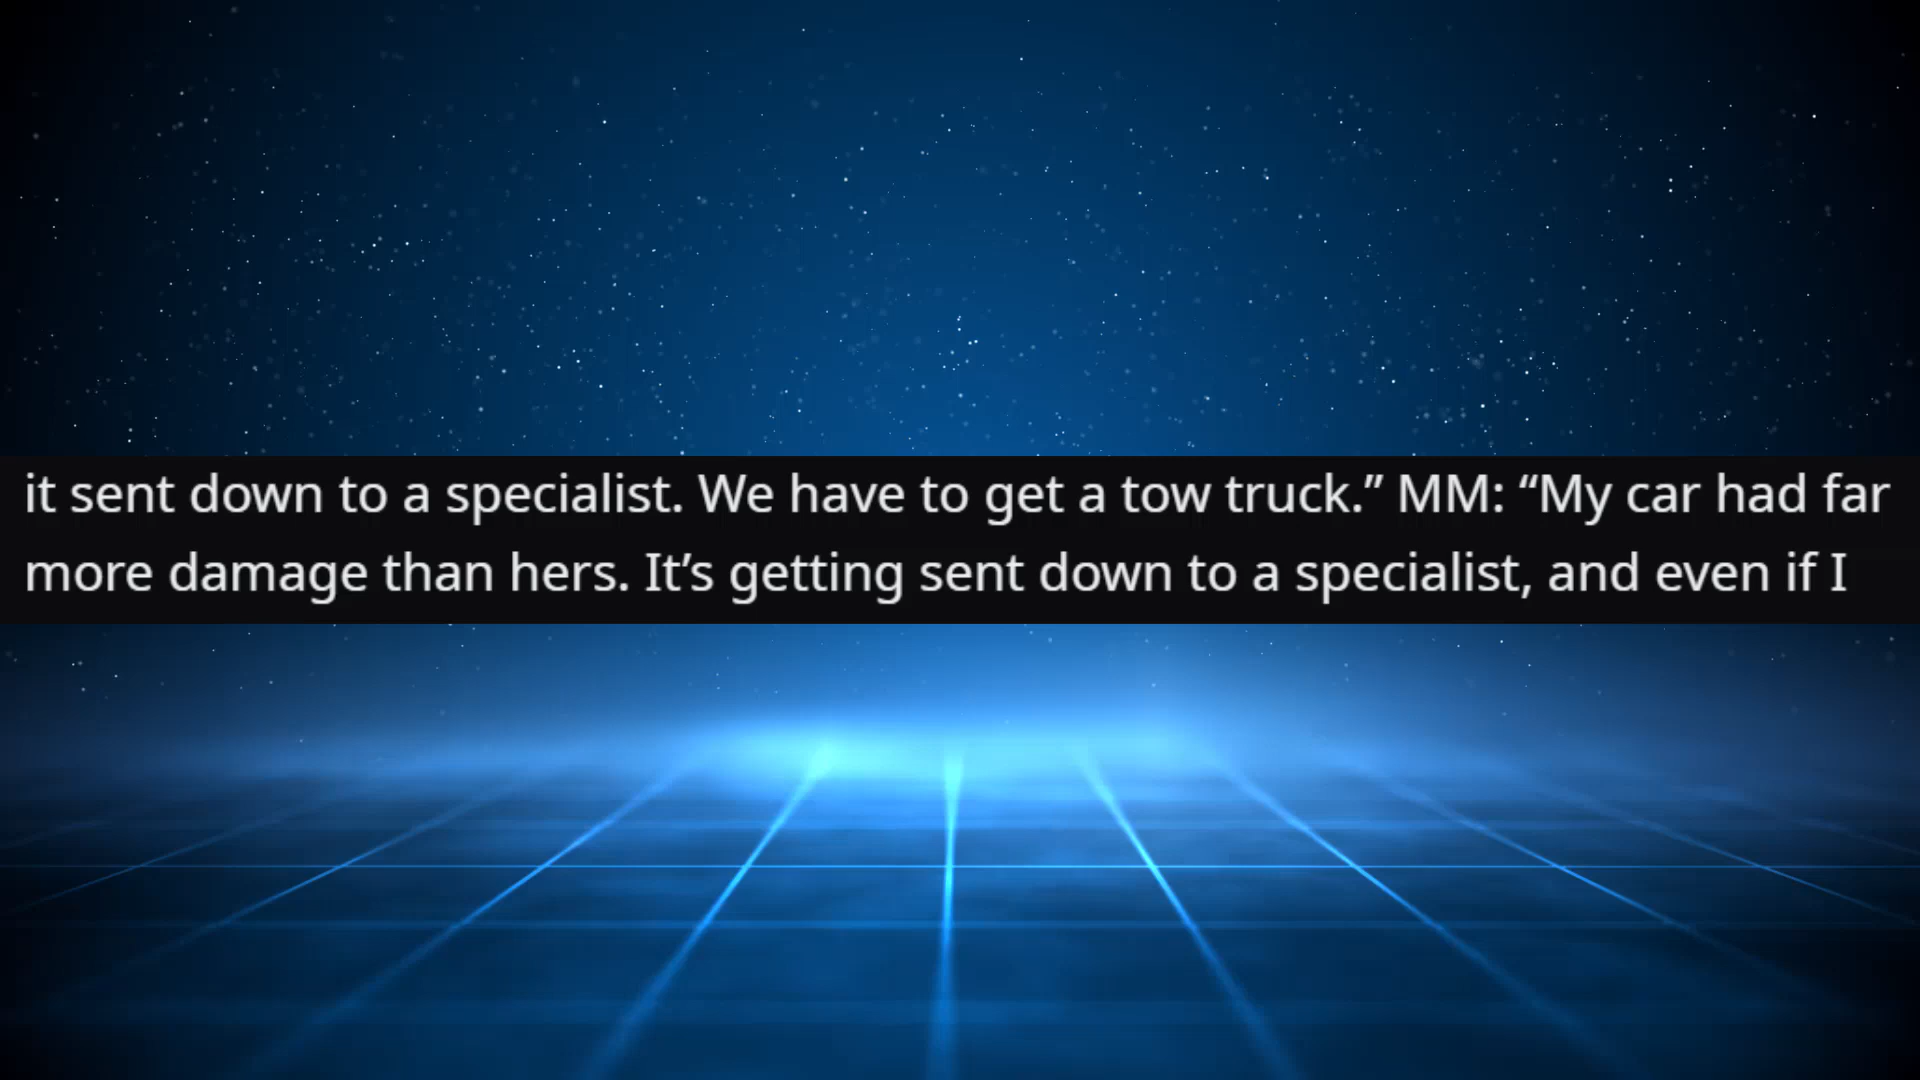 it sent down to a specialist. We have to get a tow truck.” MM: “My car had far
more damage than hers. It’s getting sent down to a specialist, and even if I